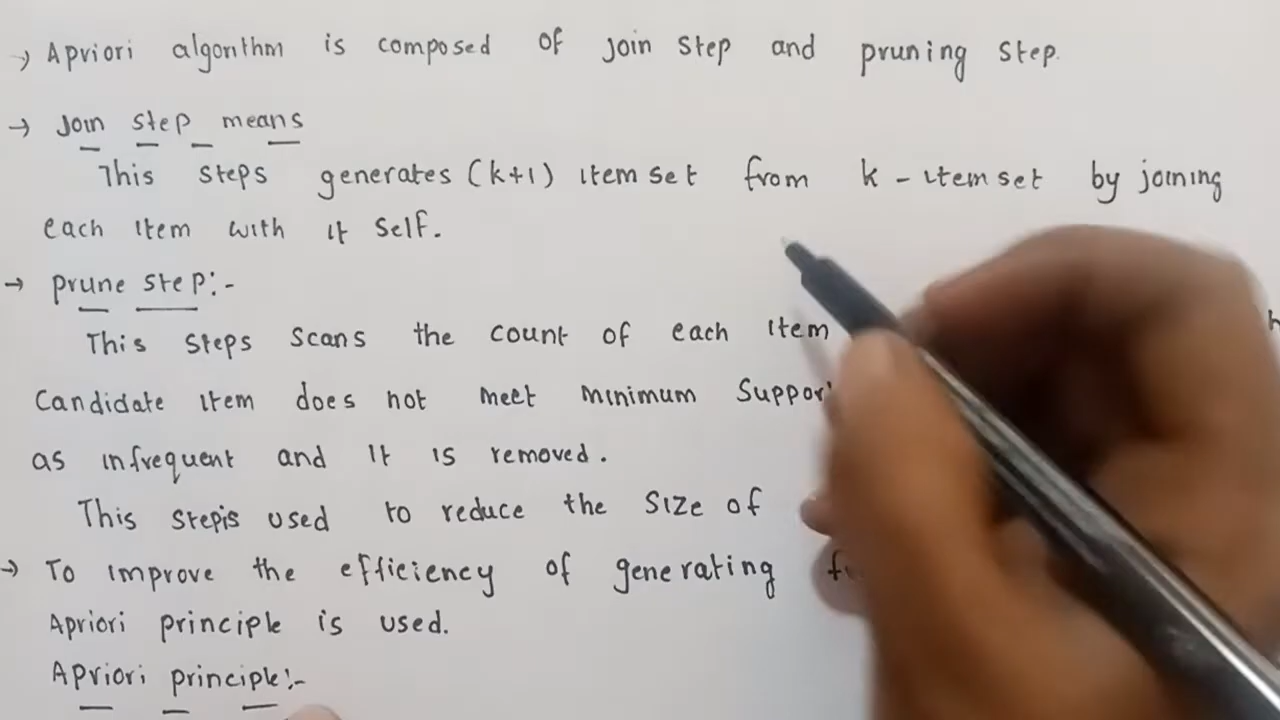 → Apriori algorithm is composed of join step and pruning step.
→ Join step means
This steps generates (k+1) itemset from k-itemset by joining
each item with it self.
→ prune step:-
This steps scans the count of each item
Candidate item does not meet minimum
as infrequent and it is removed.
This step is used to reduce the size of
→ To improve the efficiency of generating
Apriori principle is used.
Apriori principle:-